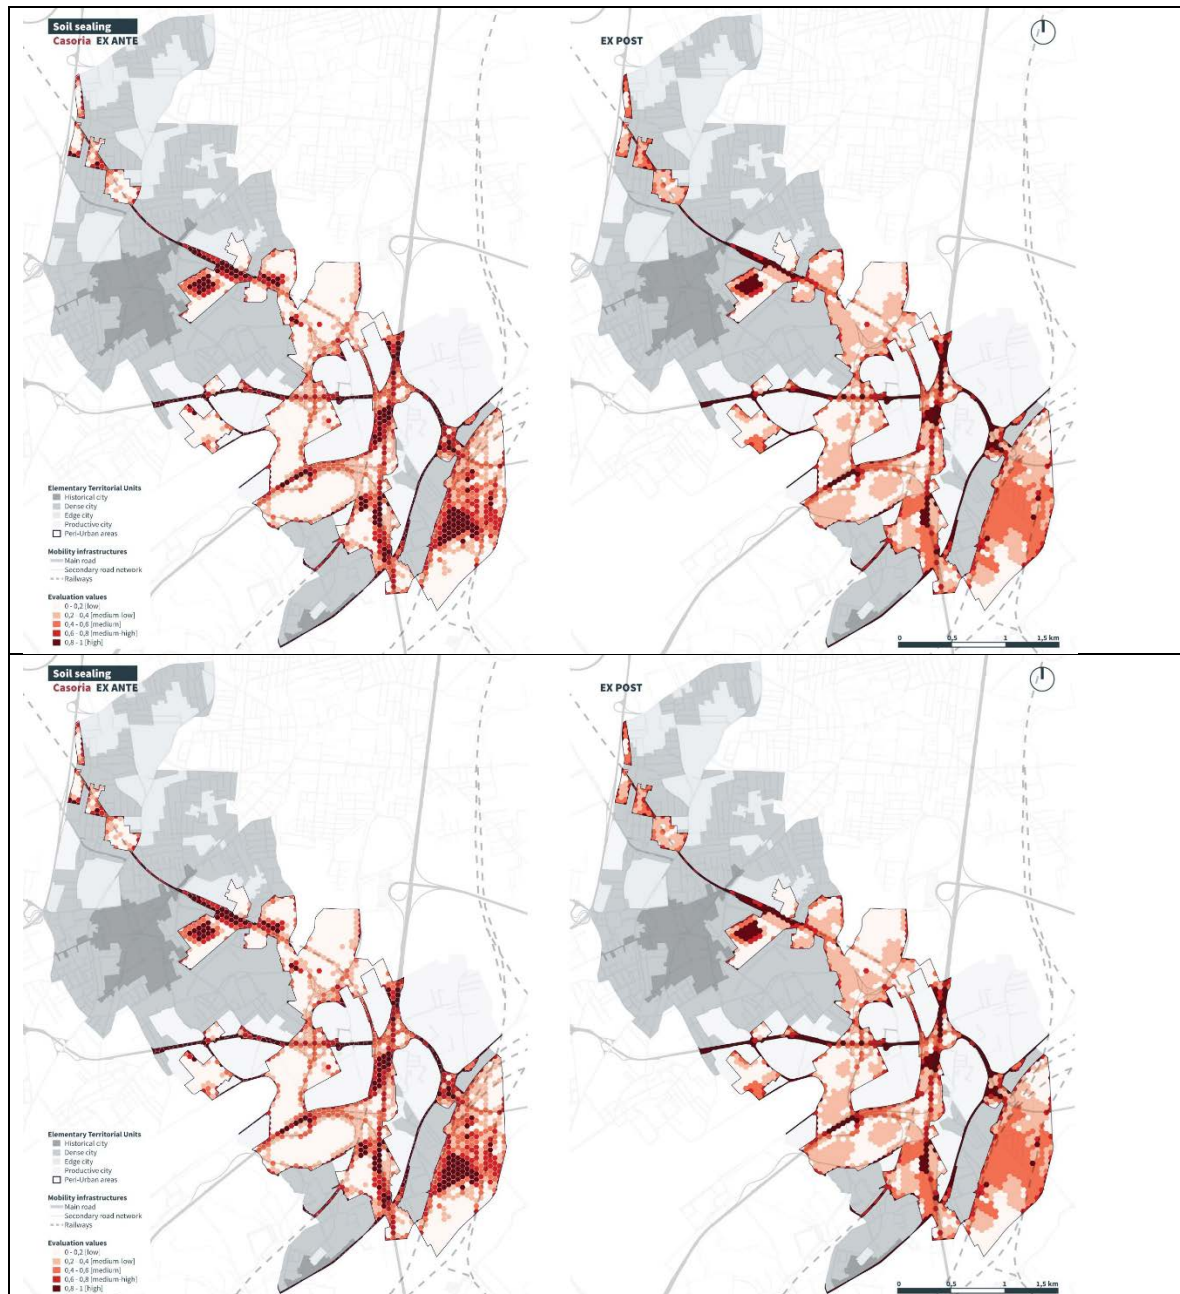 Soil sealing
Casoria EX ANTE
EX POST
Elementary Territorial Units
Historical city
Dense city
Edge city
Productive city
Peri-Urban areas
Mobility infrastructures
Main road
Secondary road network
Railways
Evaluation values
0 - 0,2 [low]
0,2 - 0,4 [medium-low]
0,4 - 0,6 [medium]
0,6 - 0,8 [medium-high]
0,8 - 1 [high]
0 0,5 1 1,5 km
Soil sealing
Casoria EX ANTE
EX POST
Elementary Territorial Units
Historical city
Dense city
Edge city
Productive city
Peri-Urban areas
Mobility infrastructures
Main road
Secondary road network
Railways
Evaluation values
0 - 0,2 [low]
0,2 - 0,4 [medium-low]
0,4 - 0,6 [medium]
0,6 - 0,8 [medium-high]
0,8 - 1 [high]
0 0,5 1 1,5 km